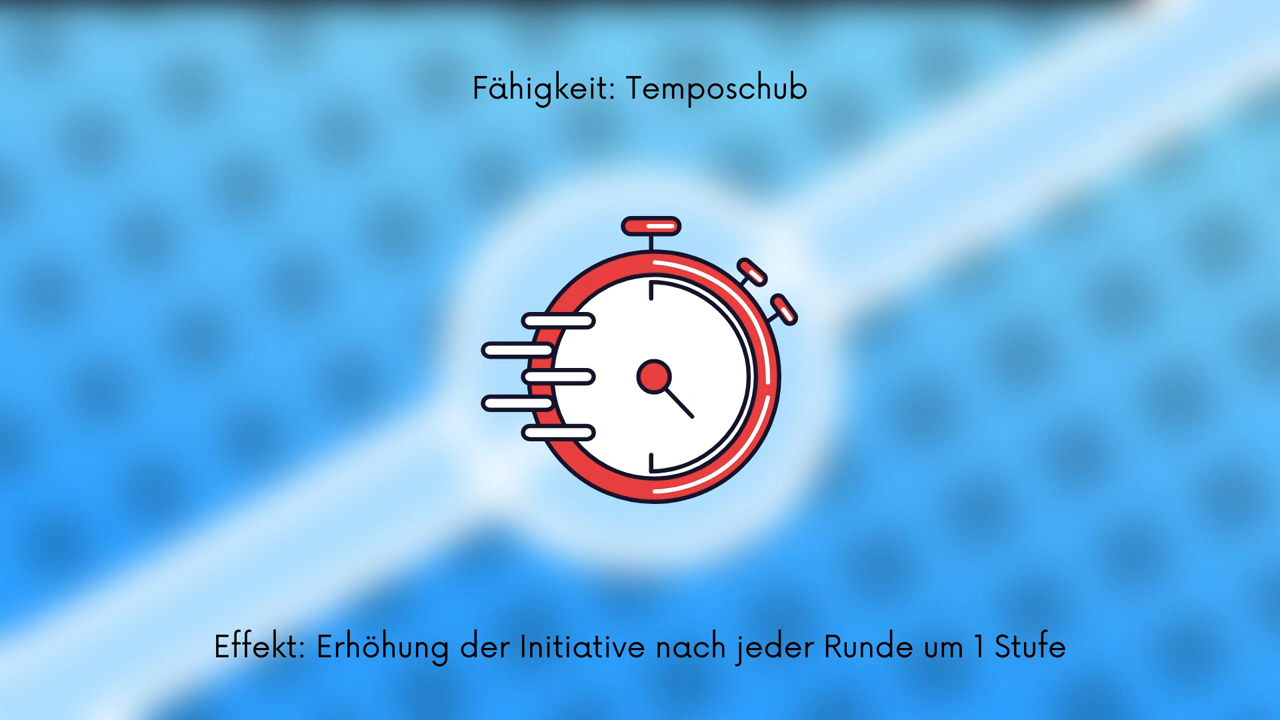 Fähigkeit: Temposchub
Effekt: Erhöhung der Initiative nach jeder Runde um 1 Stufe